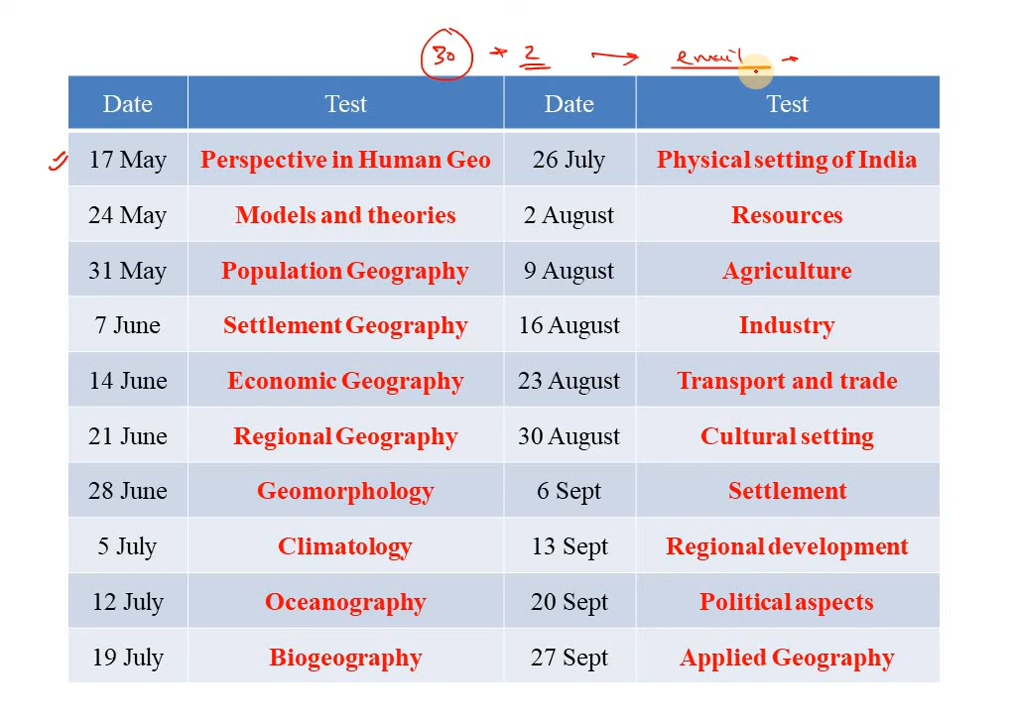 30 * 2 → email →
Date Test Date Test
17 May Perspective in Human Geo 26 July Physical setting of India
24 May Models and theories 2 August Resources
31 May Population Geography 9 August Agriculture
7 June Settlement Geography 16 August Industry
14 June Economic Geography 23 August Transport and trade
21 June Regional Geography 30 August Cultural setting
28 June Geomorphology 6 Sept Settlement
5 July Climatology 13 Sept Regional development
12 July Oceanography 20 Sept Political aspects
19 July Biogeography 27 Sept Applied Geography